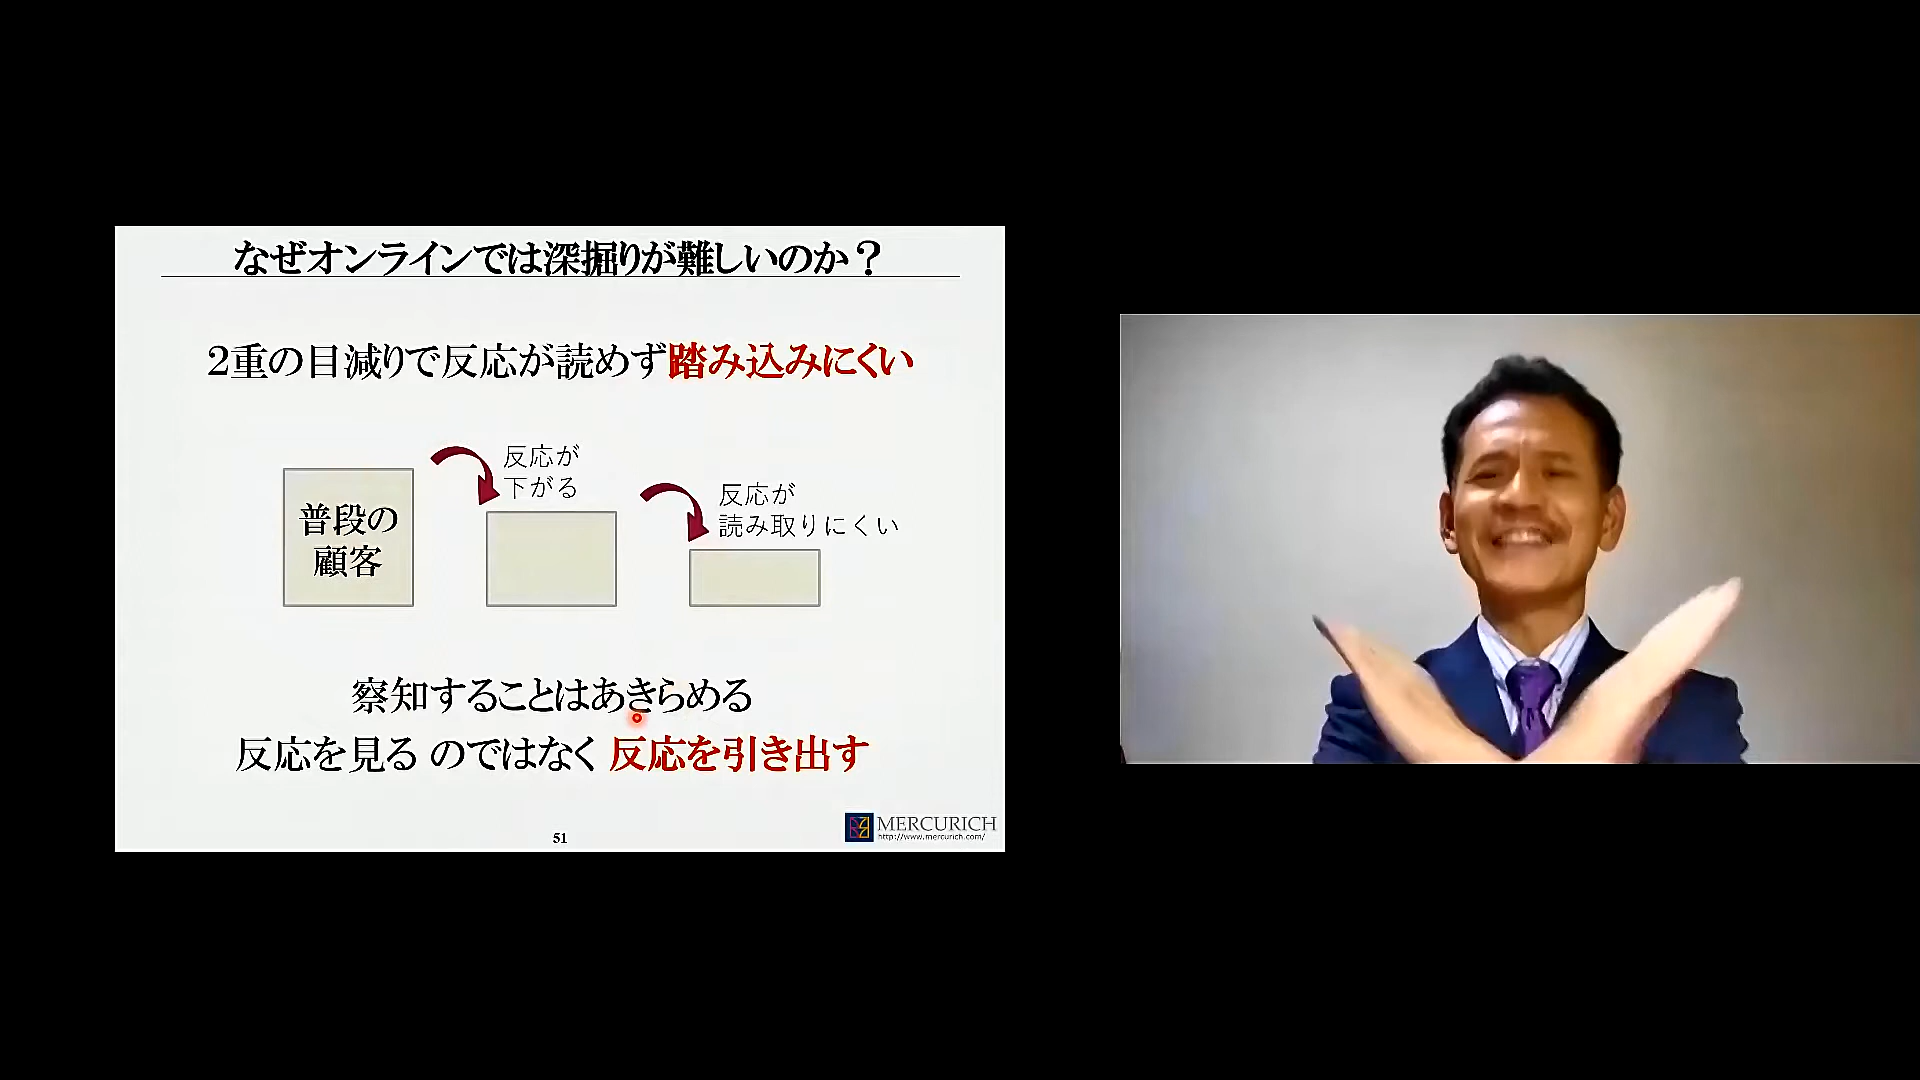 なぜオンラインでは深掘りが難しいのか？
２重の目減りで反応が読めず踏み込みにくい
反応が
下がる
反応が
読み取りにくい
普段の
顧客
察知することはあきらめる
反応を見る のではなく 反応を引き出す
51
MERCURICH
http://www.mercurich.com/